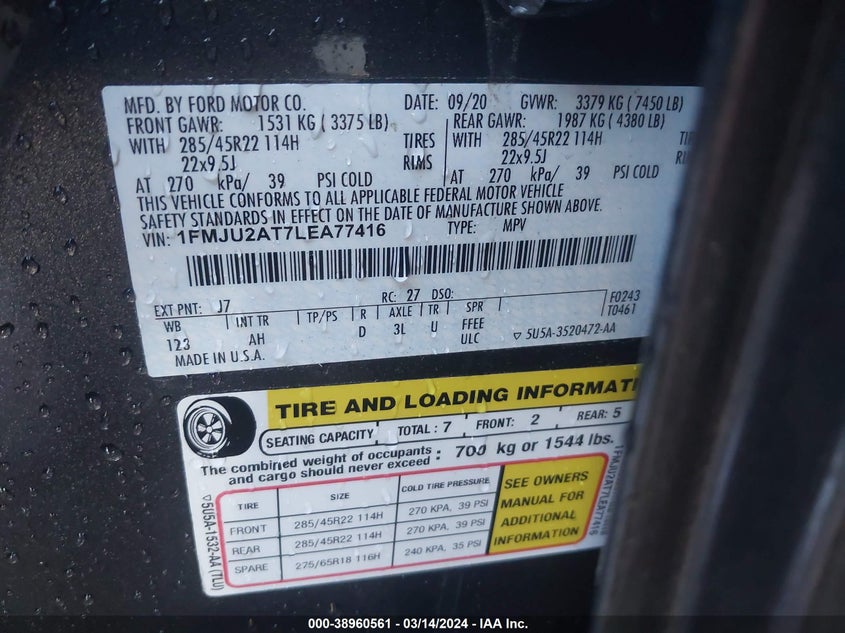 MFD. BY FORD MOTOR CO. DATE: 09/20 GVWR: 3379 KG ( 7450 LB)
FRONT GAWR: 1531 KG ( 3375 LB) REAR GAWR: 1987 KG ( 4380 LB)
WITH 285/45R22 114H TIRES WITH 285/45R22 114H
22x9.5J RIMS 22x9.5J RIMS
AT 270 kPa/ 39 PSI COLD AT 270 kPa/ 39 PSI COLD
THIS VEHICLE CONFORMS TO ALL APPLICABLE FEDERAL MOTOR VEHICLE
SAFETY STANDARDS IN EFFECT ON THE DATE OF MANUFACTURE SHOWN ABOVE.
VIN: 1FMJU2AT7LEA77416 TYPE: MPV
EXT PNT: J7 RC: 27 DSO: F0243
WB INT TR TP/PS R AXLE TR SPR T0461
123 AH D 3L U FFEE
ULC 5U5A-3520472-AA
MADE IN U.S.A.
TIRE AND LOADING INFORMATI
SEATING CAPACITY TOTAL : 7 FRONT: 2 REAR: 5
The combined weight of occupants and cargo should never exceed : 700 kg or 1544 lbs.
TIRE SIZE COLD TIRE PRESSURE
FRONT 285/45R22 114H 270 KPA, 39 PSI
REAR 285/45R22 114H 270 KPA, 39 PSI
SPARE 275/65R18 116H 240 KPA, 35 PSI
SEE OWNERS
MANUAL FOR
ADDITIONAL
INFORMATION
5U5A-1532-AA (7LU)
1FMJU2AT7LEA77416
000-38960561 - 03/14/2024 - IAA Inc.